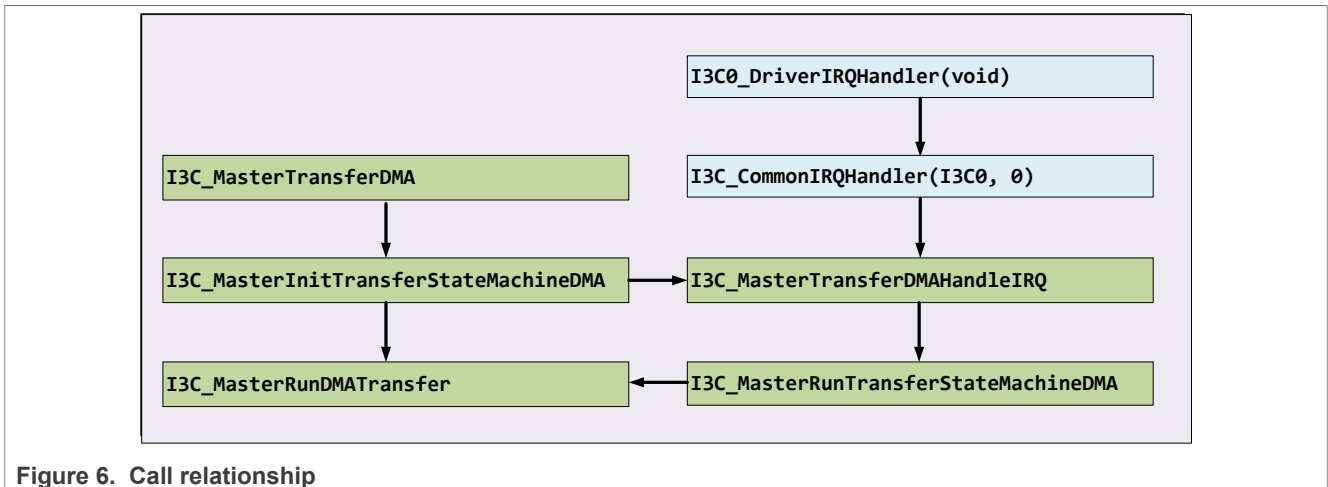 I3C0_DriverIRQHandler(void)
I3C_MasterTransferDMA
I3C_CommonIRQHandler(I3C0, 0)
I3C_MasterInitTransferStateMachineDMA
I3C_MasterTransferDMAHandleIRQ
I3C_MasterRunDMATransfer
I3C_MasterRunTransferStateMachineDMA
Figure 6. Call relationship